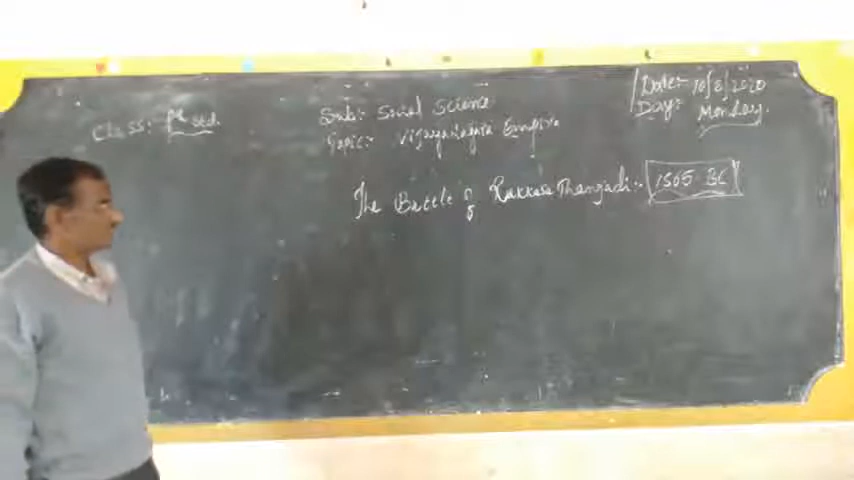 Class: std.
Sub:- Social Science
Topic:- Vijayanagara Empire
Date:- 10/8/2020
Day:- Monday.
The Battle of Rakkasa Thangadi:- 1565 BC